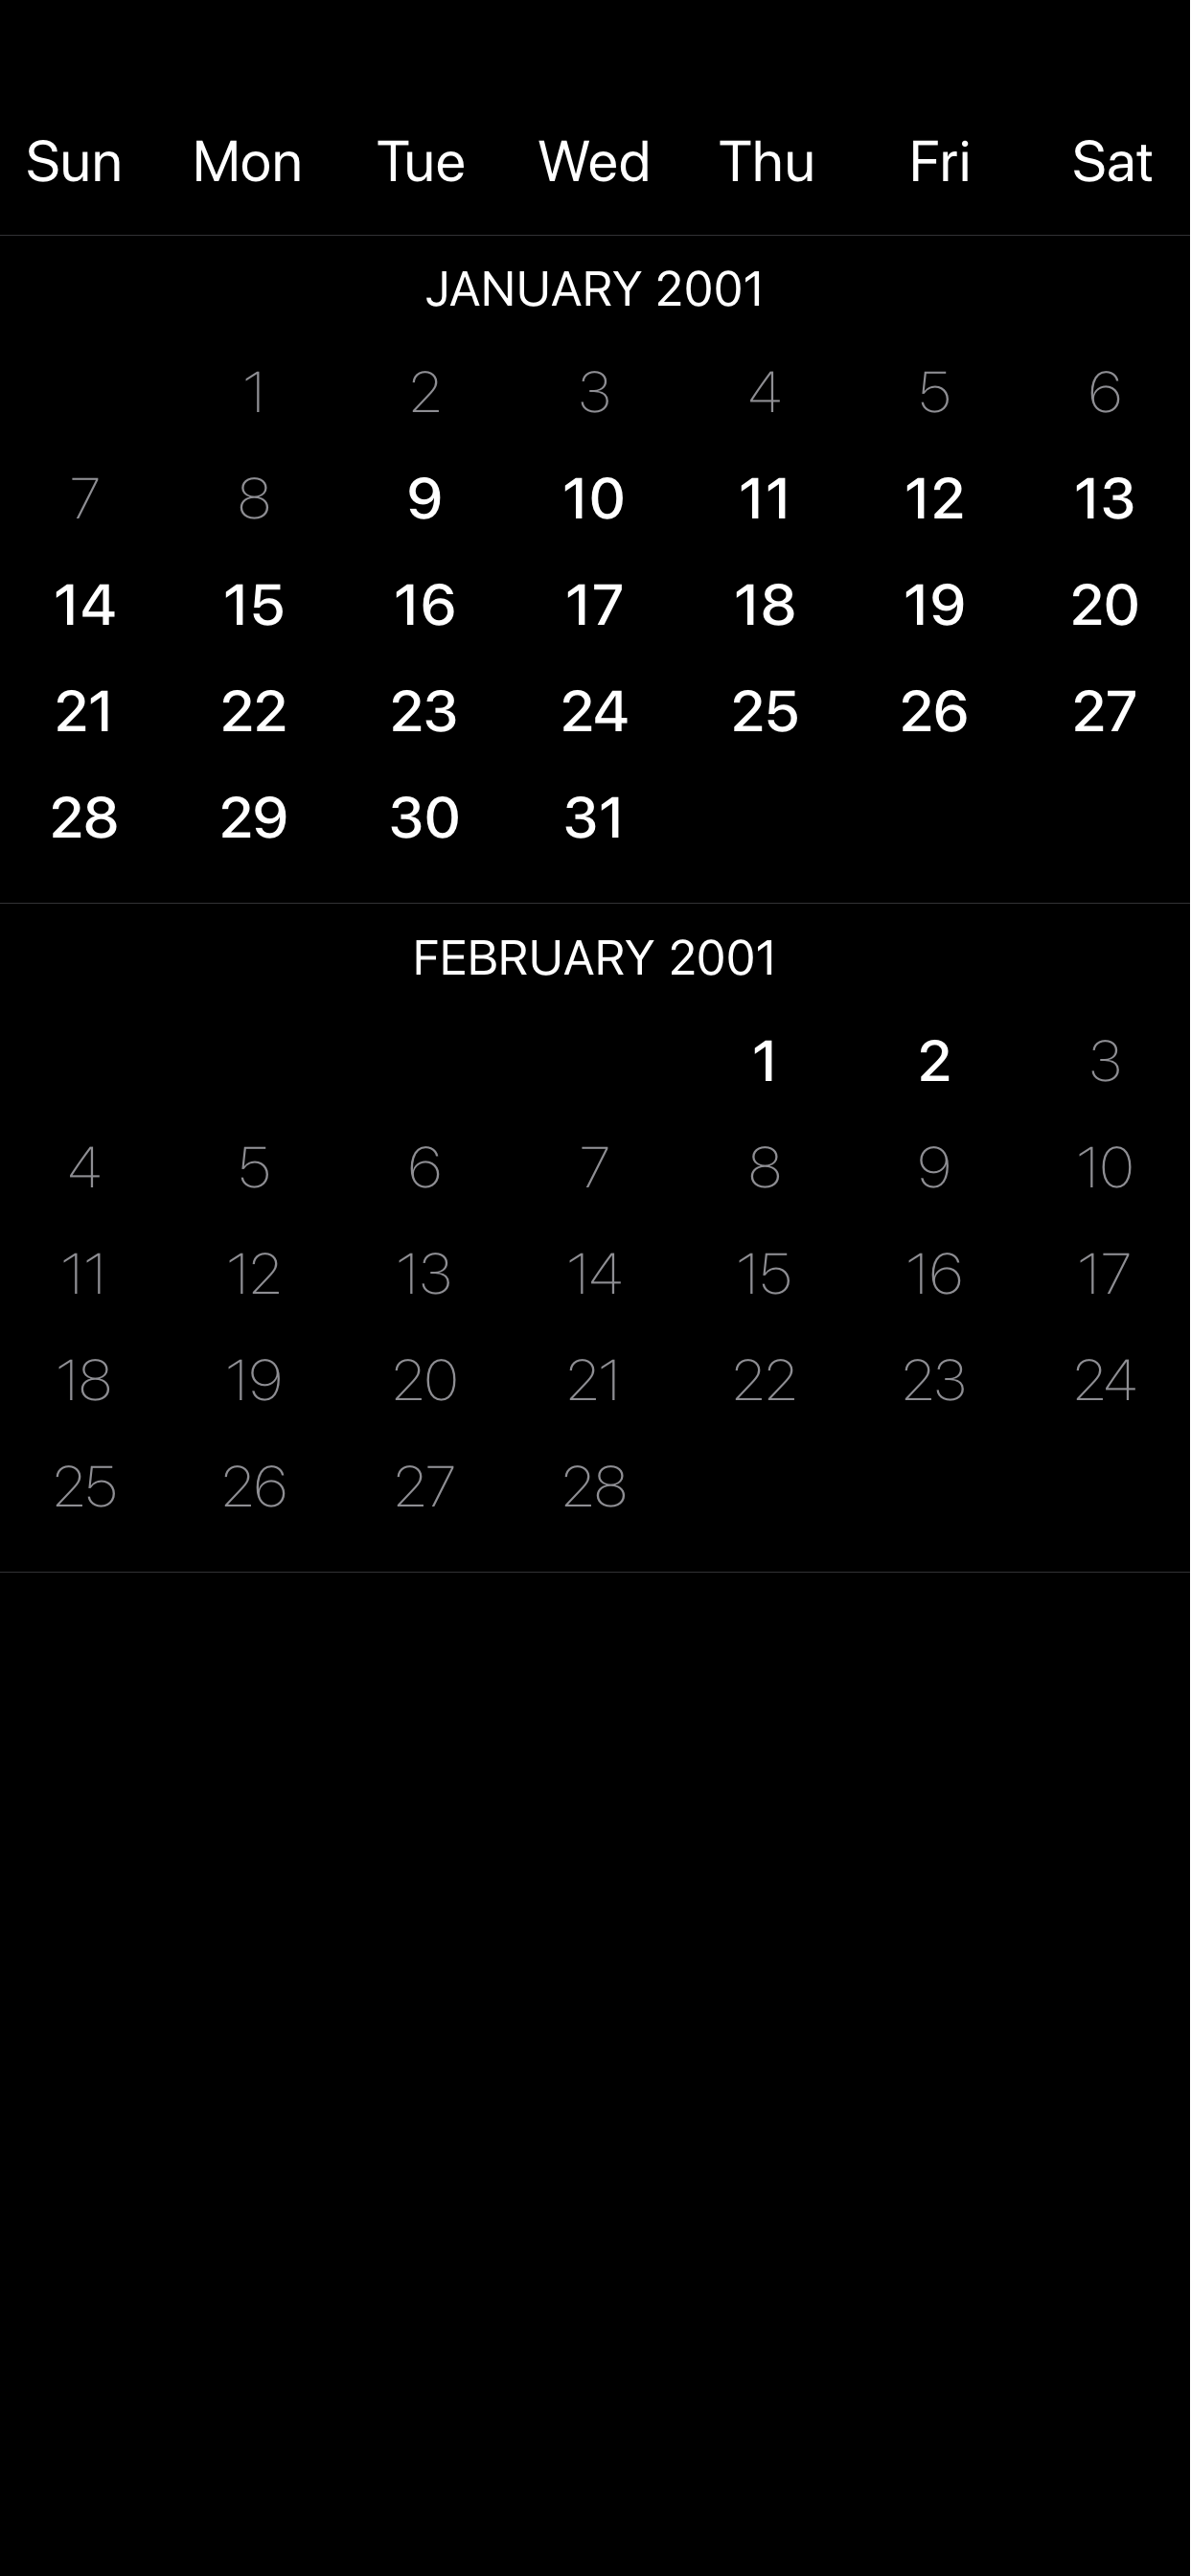 Sun Mon Tue Wed Thu Fri Sat
JANUARY 2001
1 2 3 4 5 6
7 8 9 10 11 12 13
14 15 16 17 18 19 20
21 22 23 24 25 26 27
28 29 30 31
FEBRUARY 2001
1 2 3
4 5 6 7 8 9 10
11 12 13 14 15 16 17
18 19 20 21 22 23 24
25 26 27 28